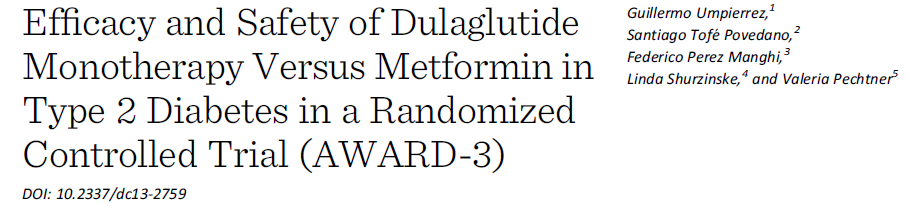 Efficacy and Safety of Dulaglutide
Monotherapy Versus Metformin in
Type 2 Diabetes in a Randomized
Controlled Trial (AWARD-3)
DOI: 10.2337/dc13-2759
Guillermo Umpierrez,1
Santiago Tofé Povedano,2
Federico Perez Manghi,3
Linda Shurzinske,4 and Valeria Pechtner5